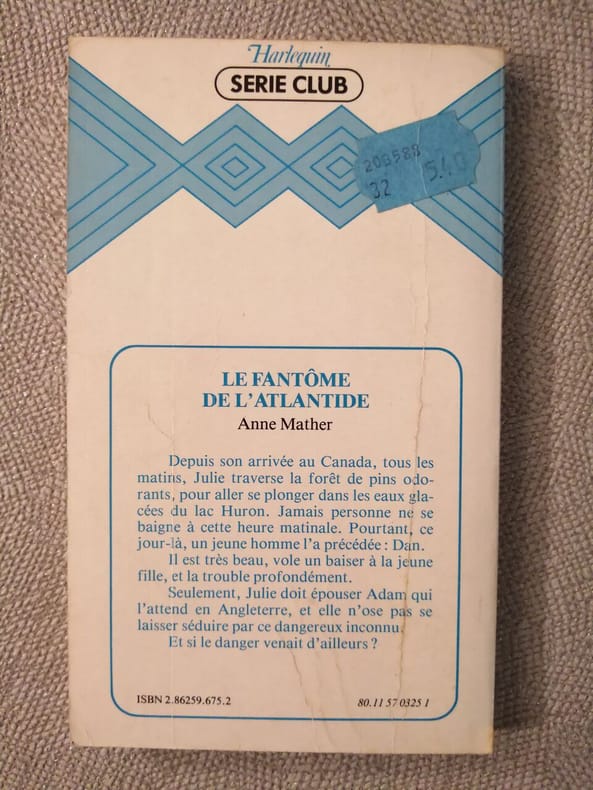 Harlequin
SERIE CLUB
206588
32 5.40
LE FANTÔME
DE L'ATLANTIDE
Anne Mather
Depuis son arrivée au Canada, tous les
matins, Julie traverse la forêt de pins odo-
rants, pour aller se plonger dans les eaux gla-
cées du lac Huron. Jamais personne ne se
baigne à cette heure matinale. Pourtant, ce
jour-là, un jeune homme l'a précédée : Dan.
Il est très beau, vole un baiser à la jeune
fille, et la trouble profondément.
Seulement, Julie doit épouser Adam qui
l'attend en Angleterre, et elle n'ose pas se
laisser séduire par ce dangereux inconnu.
Et si le danger venait d'ailleurs ?
ISBN 2.86259.675.2 80.11 57 0325 1